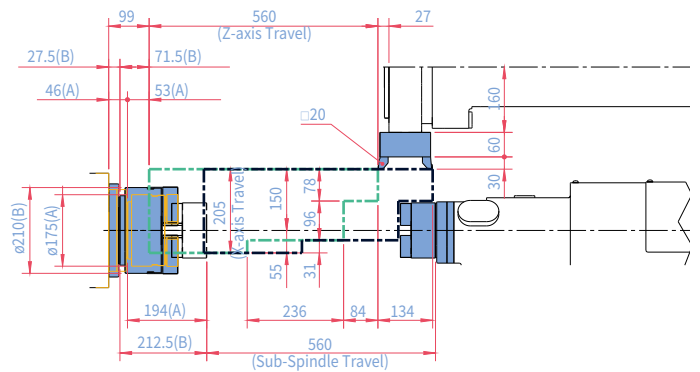 99
560
27
(Z-axis Travel)
27.5(B)
71.5(B)
46(A)
53(A)
160
□20
60
30
ø210(B)
ø175(A)
205
(X-axis Travel)
150
78
96
55
31
194(A)
236
84
134
212.5(B)
560
(Sub-Spindle Travel)